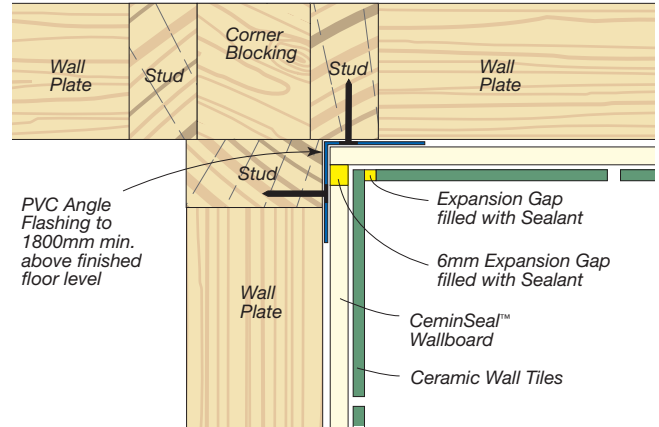 Wall
Plate
Stud
Corner
Blocking
Stud
Wall
Plate
Stud
PVC Angle
Flashing to
1800mm min.
above finished
floor level
Expansion Gap
filled with Sealant
6mm Expansion Gap
filled with Sealant
Wall
Plate
CeminSeal™
Wallboard
Ceramic Wall Tiles